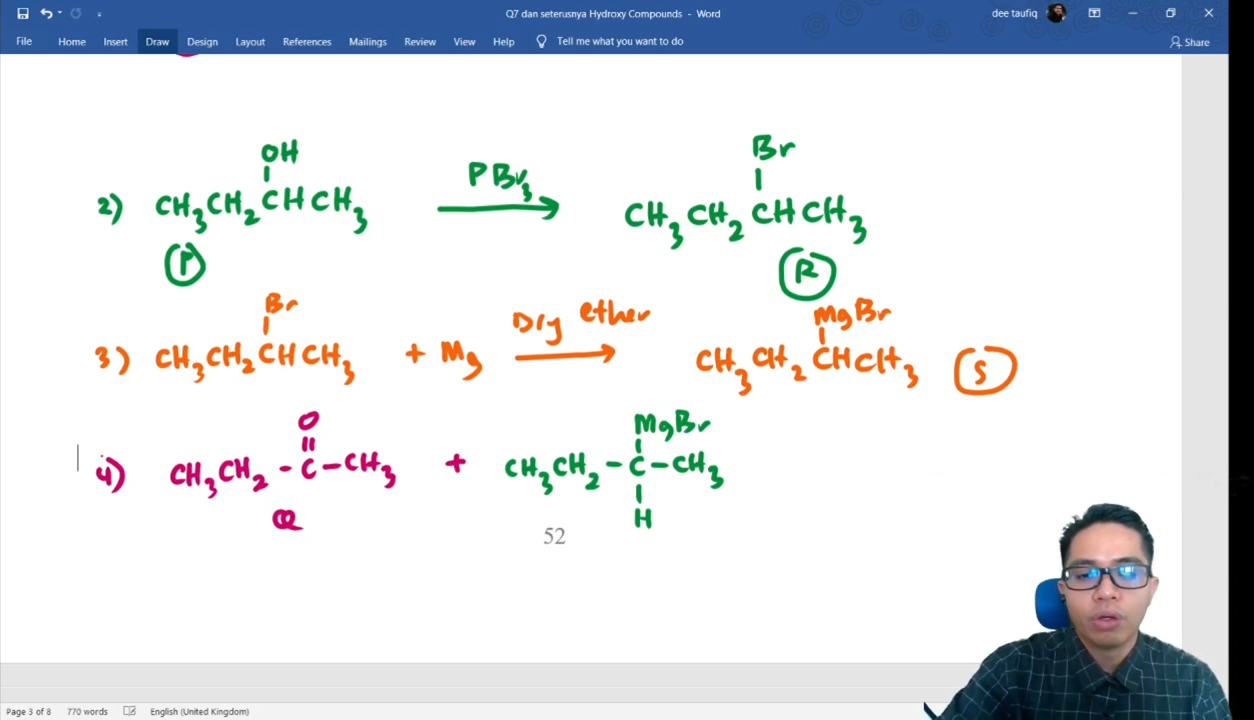 Q7 dan seterusnya Hydroxy Compounds - Word
dee taufiq
File Home Insert Draw Design Layout References Mailings Review View Help Tell me what you want to do Share
OH
2) CH₃CH₂CHCH₃ PBr₃ CH₃CH₂CHCH₃
Br
P R
Br Dry ether MgBr
3) CH₃CH₂CHCH₃ + Mg CH₃CH₂CHCH₃ S
O MgBr
4) CH₃CH₂-C-CH₃ + CH₃CH₂-C-CH₃
Q H
52
Page 3 of 8 770 words English (United Kingdom)